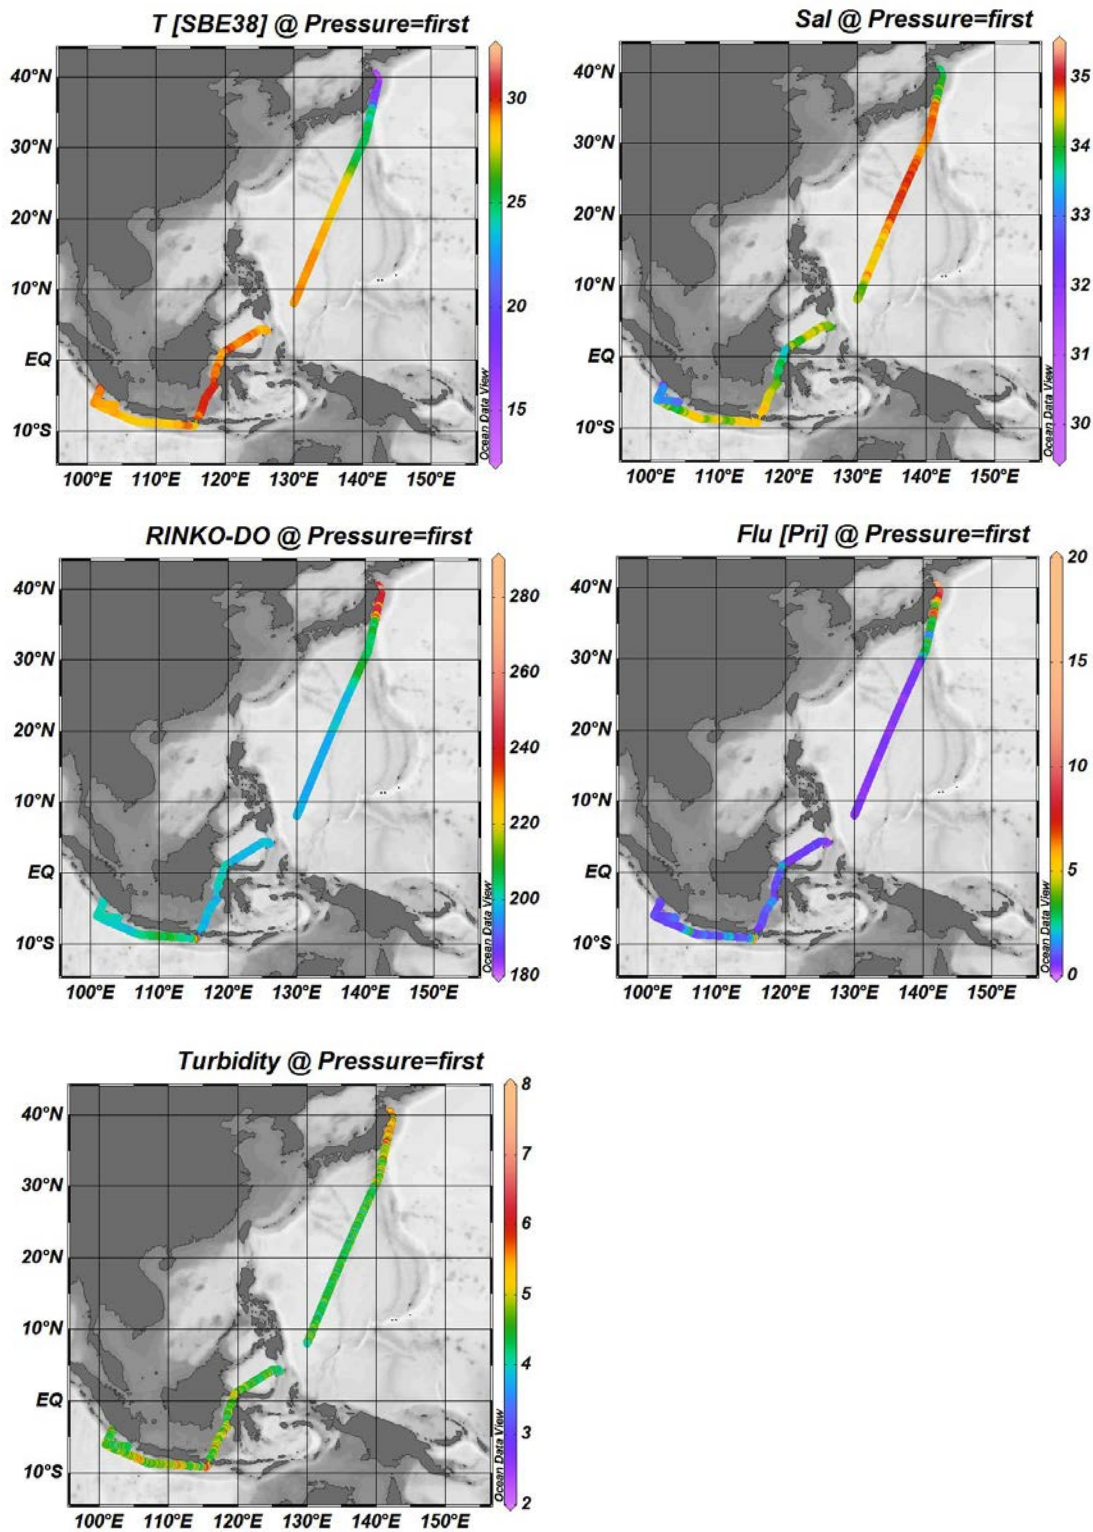 T [SBE38] @ Pressure=first
40°N
30°N
20°N
10°N
EQ
10°S
100°E 110°E 120°E 130°E 140°E 150°E
30
25
20
15
Ocean Data View
Sal @ Pressure=first
40°N
30°N
20°N
10°N
EQ
10°S
100°E 110°E 120°E 130°E 140°E 150°E
35
34
33
32
31
30
Ocean Data View
RINKO-DO @ Pressure=first
40°N
30°N
20°N
10°N
EQ
10°S
100°E 110°E 120°E 130°E 140°E 150°E
280
260
240
220
200
180
Ocean Data View
Flu [Pri] @ Pressure=first
40°N
30°N
20°N
10°N
EQ
10°S
100°E 110°E 120°E 130°E 140°E 150°E
20
15
10
5
0
Ocean Data View
Turbidity @ Pressure=first
40°N
30°N
20°N
10°N
EQ
10°S
100°E 110°E 120°E 130°E 140°E 150°E
8
7
6
5
4
3
2
Ocean Data View